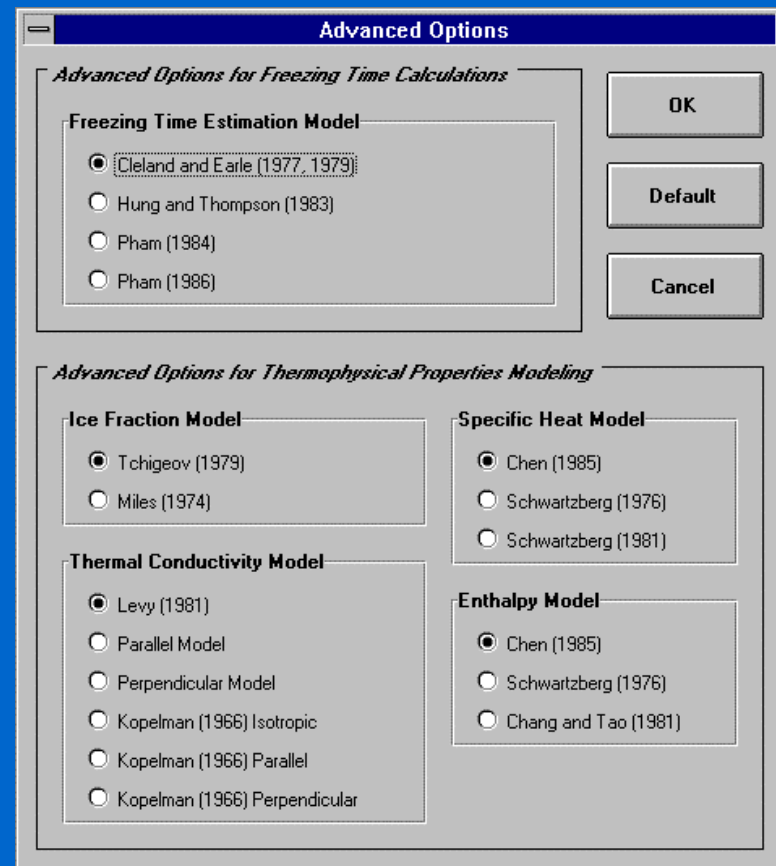 Advanced Options
Advanced Options for Freezing Time Calculations
Freezing Time Estimation Model
Cleland and Earle (1977, 1979)
Hung and Thompson (1983)
Pham (1984)
Pham (1986)
OK
Default
Cancel
Advanced Options for Thermophysical Properties Modeling
Ice Fraction Model
Tchigeov (1979)
Miles (1974)
Thermal Conductivity Model
Levy (1981)
Parallel Model
Perpendicular Model
Kopelman (1966) Isotropic
Kopelman (1966) Parallel
Kopelman (1966) Perpendicular
Specific Heat Model
Chen (1985)
Schwartzberg (1976)
Schwartzberg (1981)
Enthalpy Model
Chen (1985)
Schwartzberg (1976)
Chang and Tao (1981)